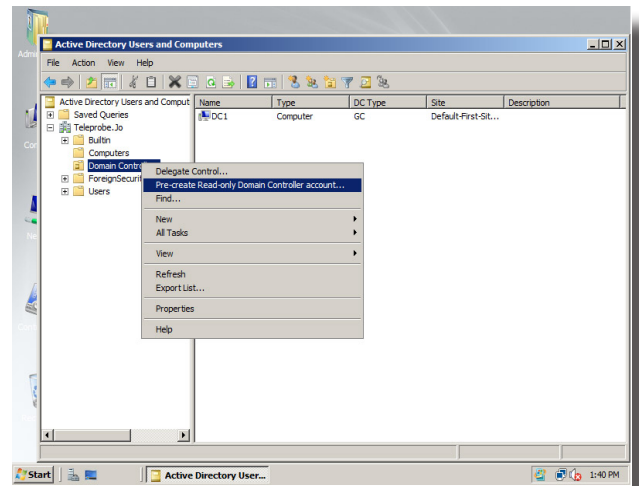 Active Directory Users and Computers
File Action View Help
Active Directory Users and Comput
Name Type DC Type Site Description
Saved Queries
DC1 Computer GC Default-First-Sit...
Teleprobe.Jo
Builtin
Computers
Domain Contro
ForeignSecurit
Users
Delegate Control...
Pre-create Read-only Domain Controller account...
Find...
New
All Tasks
View
Refresh
Export List...
Properties
Help
Start
Active Directory User...
1:40 PM